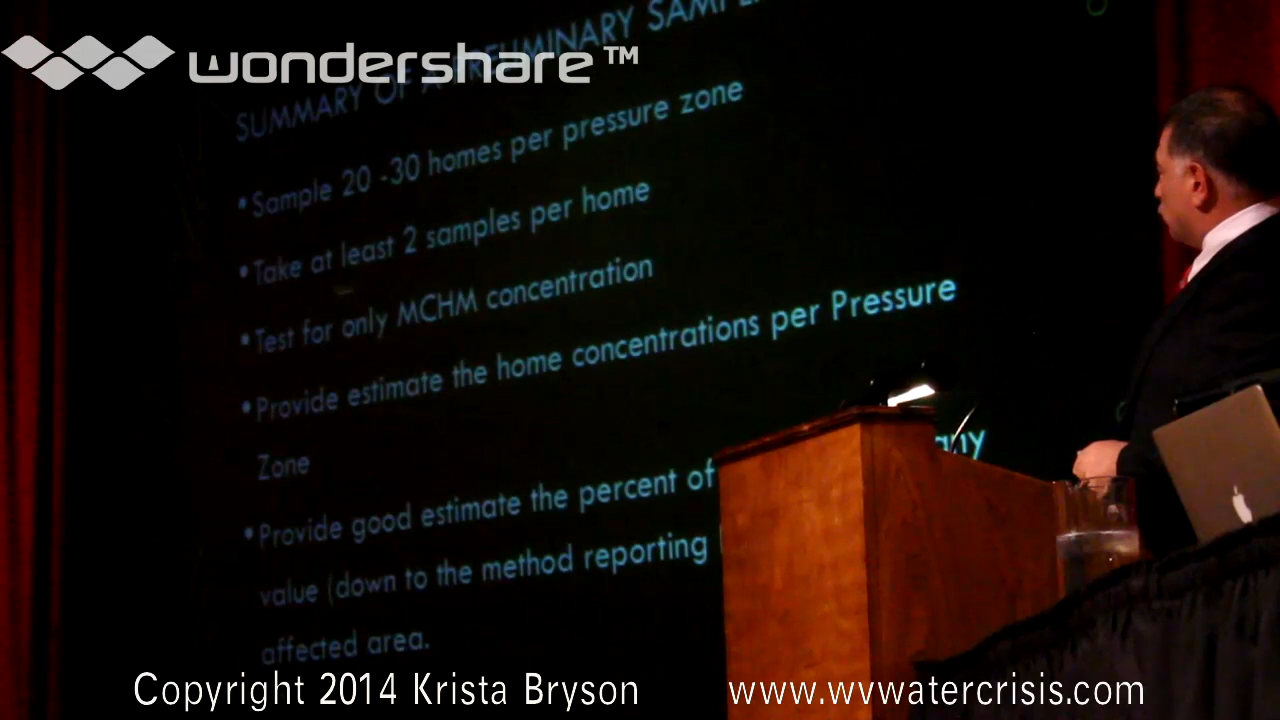 wondershare™
SUMMARY OF A PRELIMINARY
•Sample 20 -30 homes per pressure zone
•Take at least 2 samples per home
•Test for only MCHM concentration
•Provide estimate the home concentrations per Pressure
Zone
•Provide good estimate the percent of any
value (down to the method reporting
affected area.
Copyright 2014 Krista Bryson www.wvwatercrisis.com